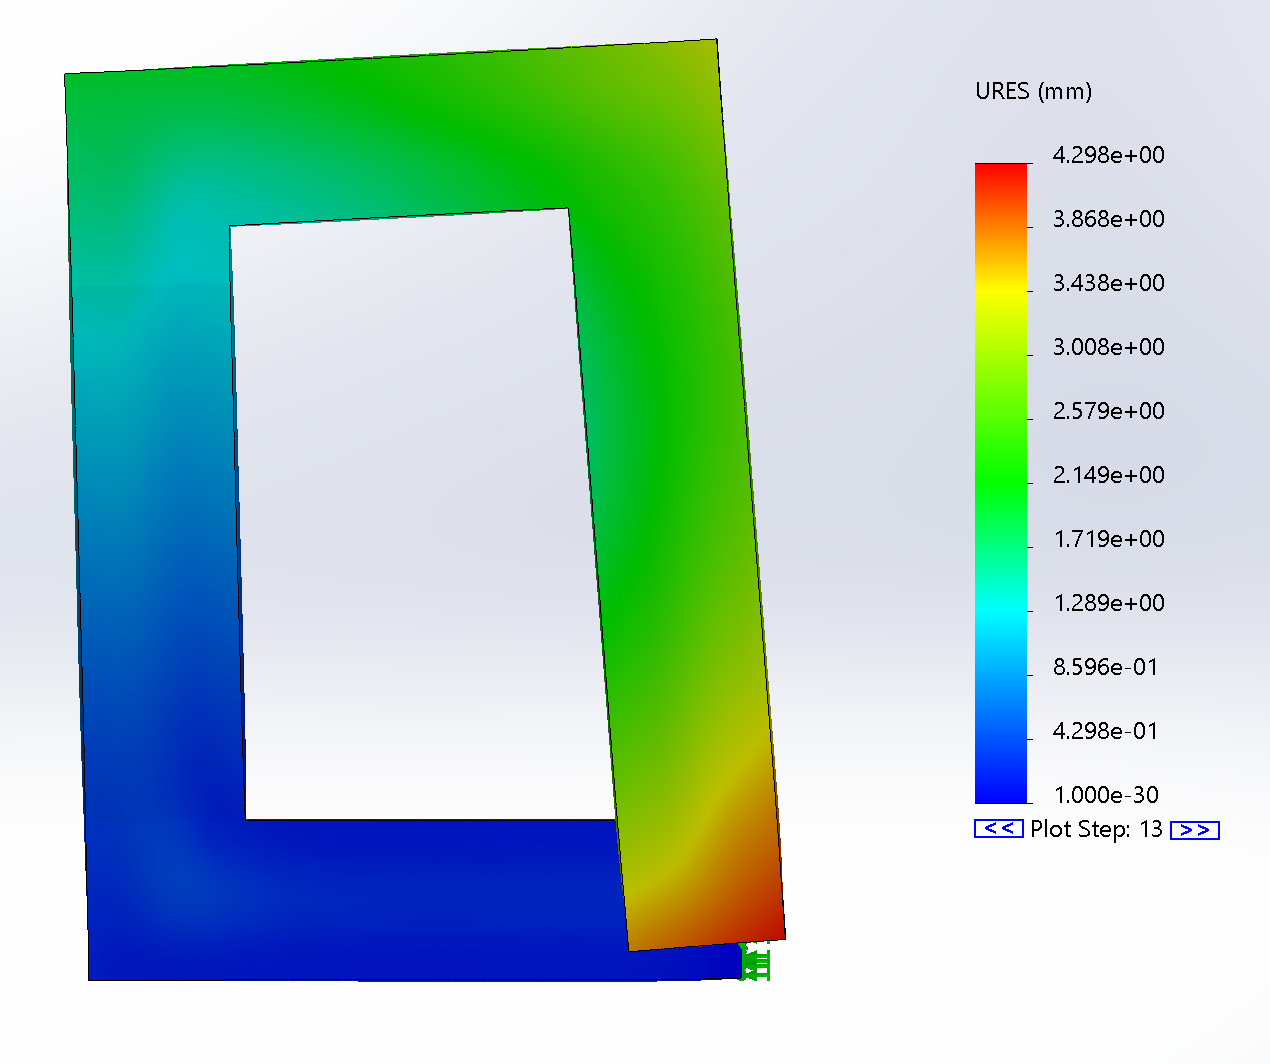 URES (mm)
4.298e+00
3.868e+00
3.438e+00
3.008e+00
2.579e+00
2.149e+00
1.719e+00
1.289e+00
8.596e-01
4.298e-01
1.000e-30
<< Plot Step: 13 >>